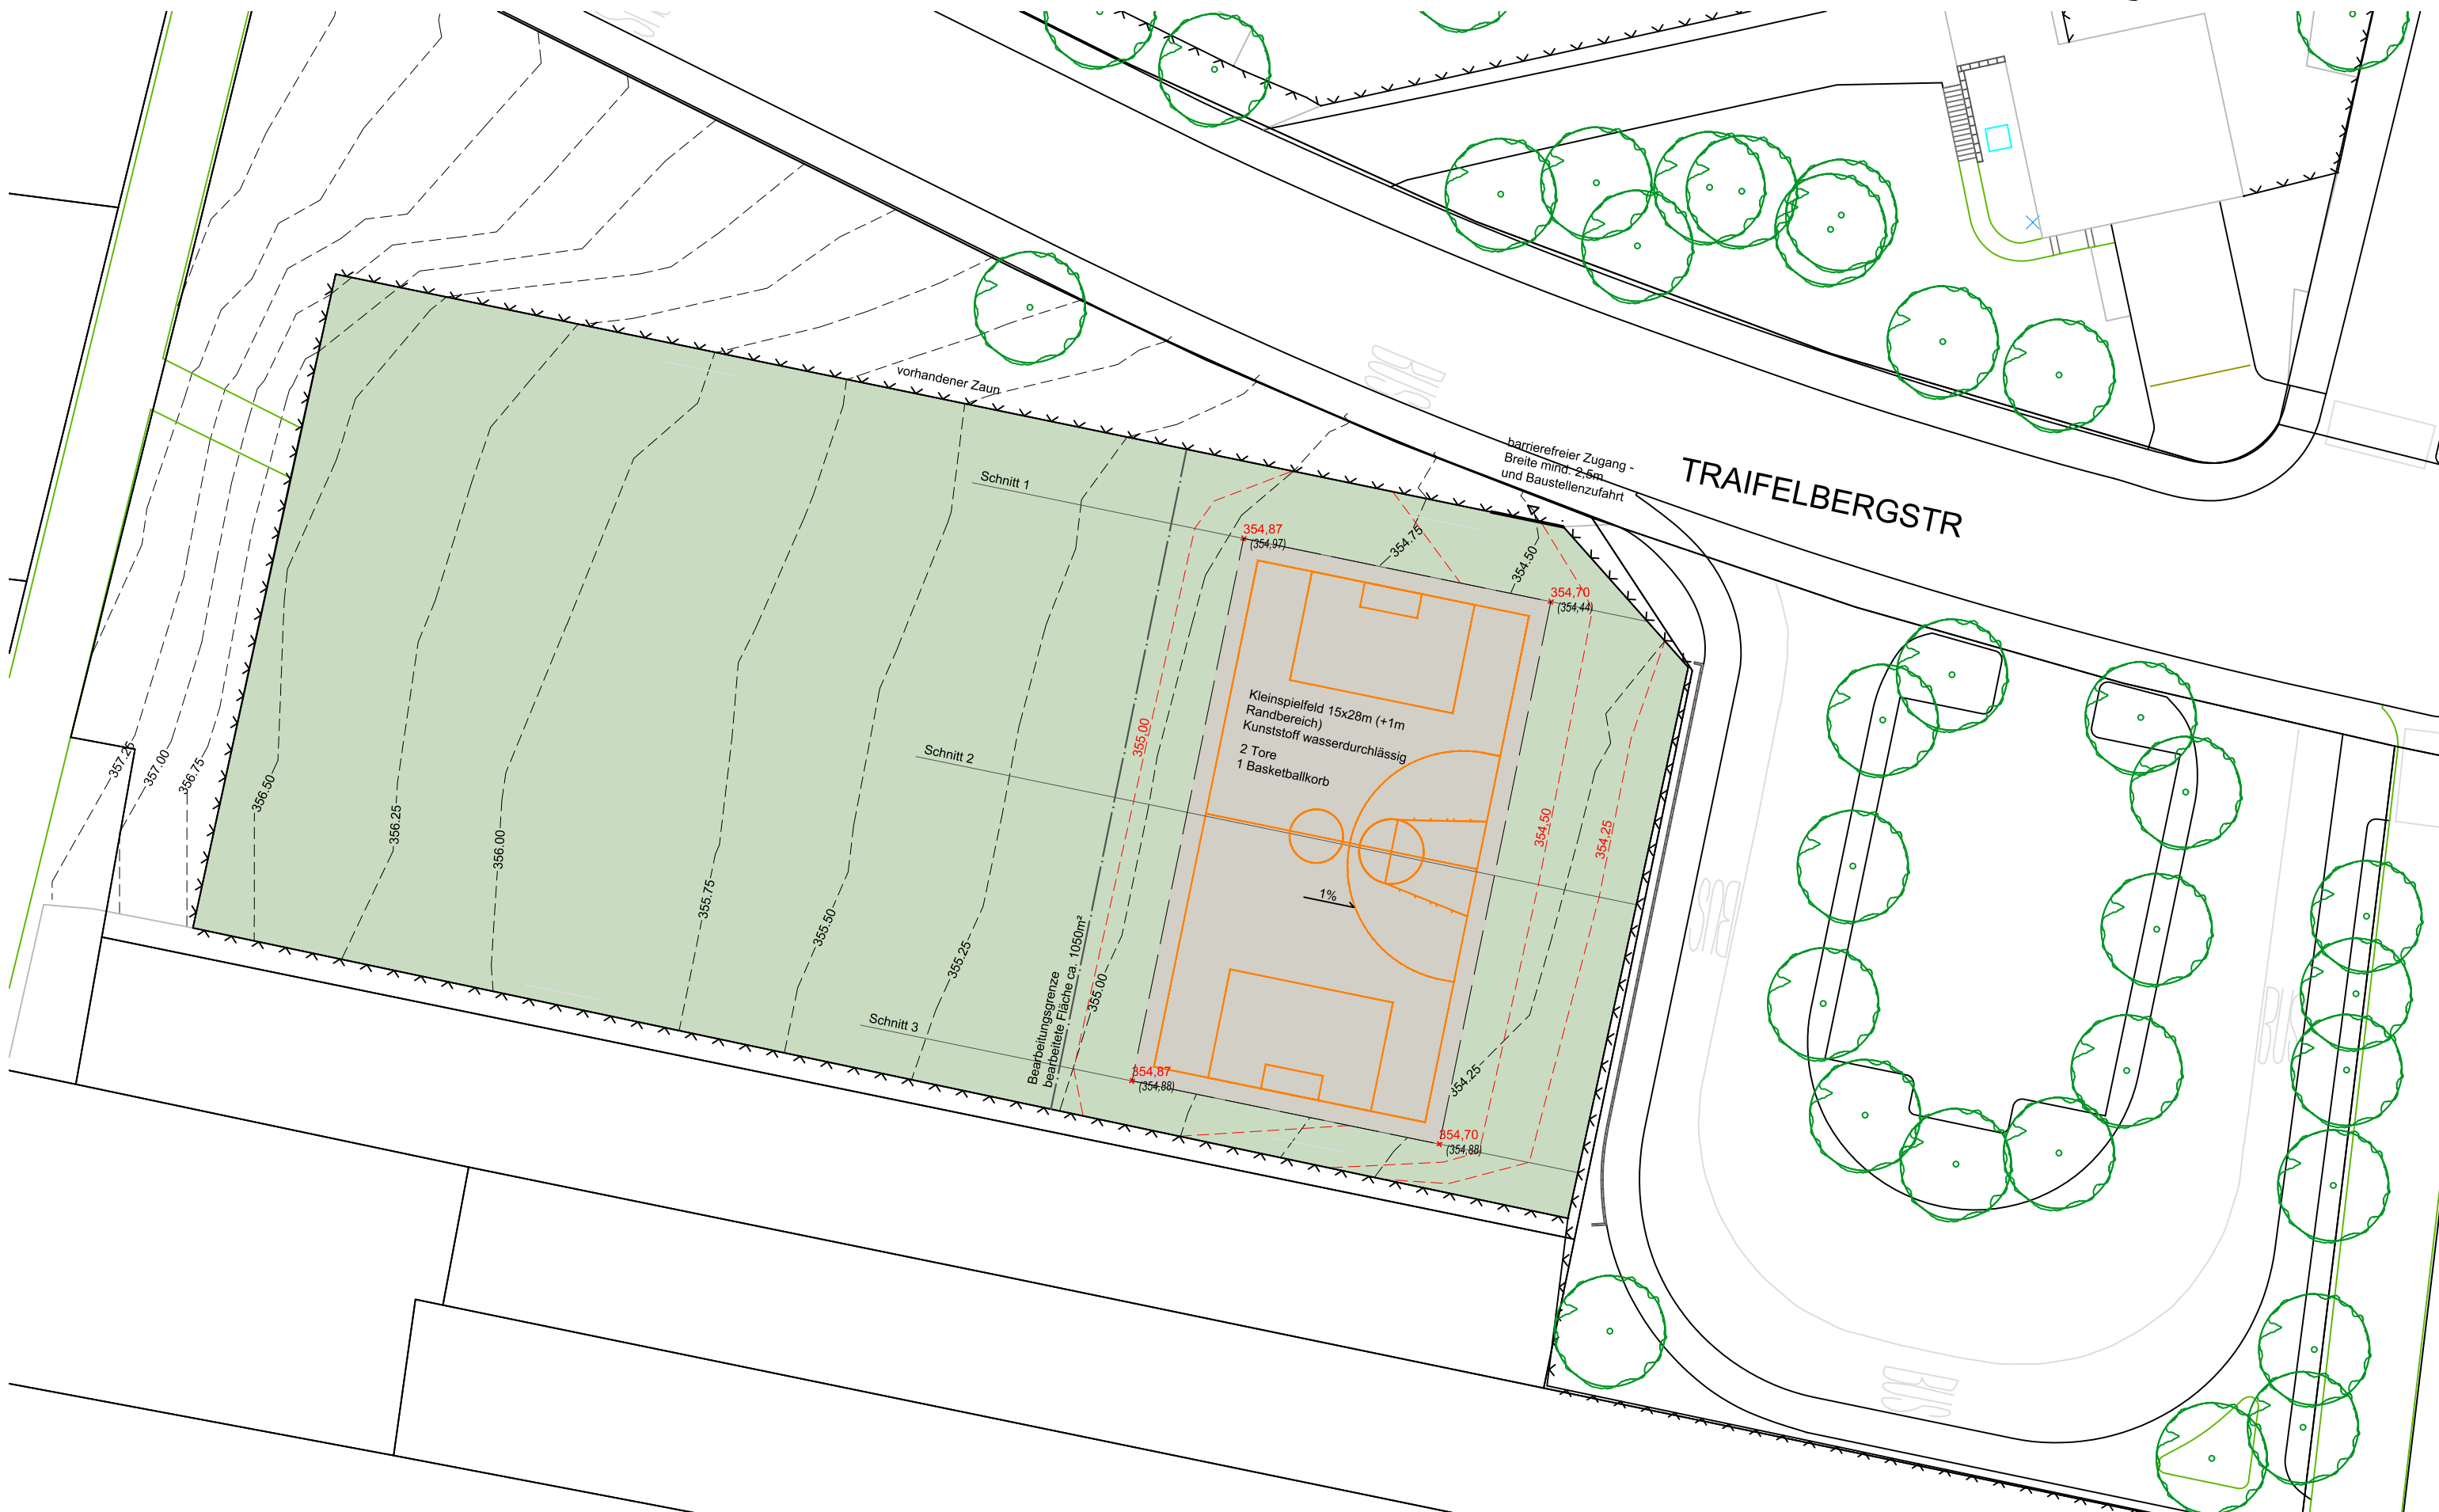 vorhandener Zaun
barrierefreier Zugang -
Breite mind. 2,5m
und Baustellenzufahrt
TRAIFELBERGSTR
Schnitt 1
354,87
(354,97)
354.75
354.50
354,70
(354,44)
Kleinspielfeld 15x28m (+1m
Randbereich)
Kunststoff wasserdurchlässig
2 Tore
1 Basketballkorb
Schnitt 2
355,00
354,50
354,25
357.25
357.00
356.75
356.50
356.25
356.00
355.75
355.50
355.25
355.00
1%
Bearbeitungsgrenze
bearbeitete Fläche ca. 1050m²
Schnitt 3
354,87
(354,88)
354.25
354,70
(354,88)
BUS
BUS
BUS